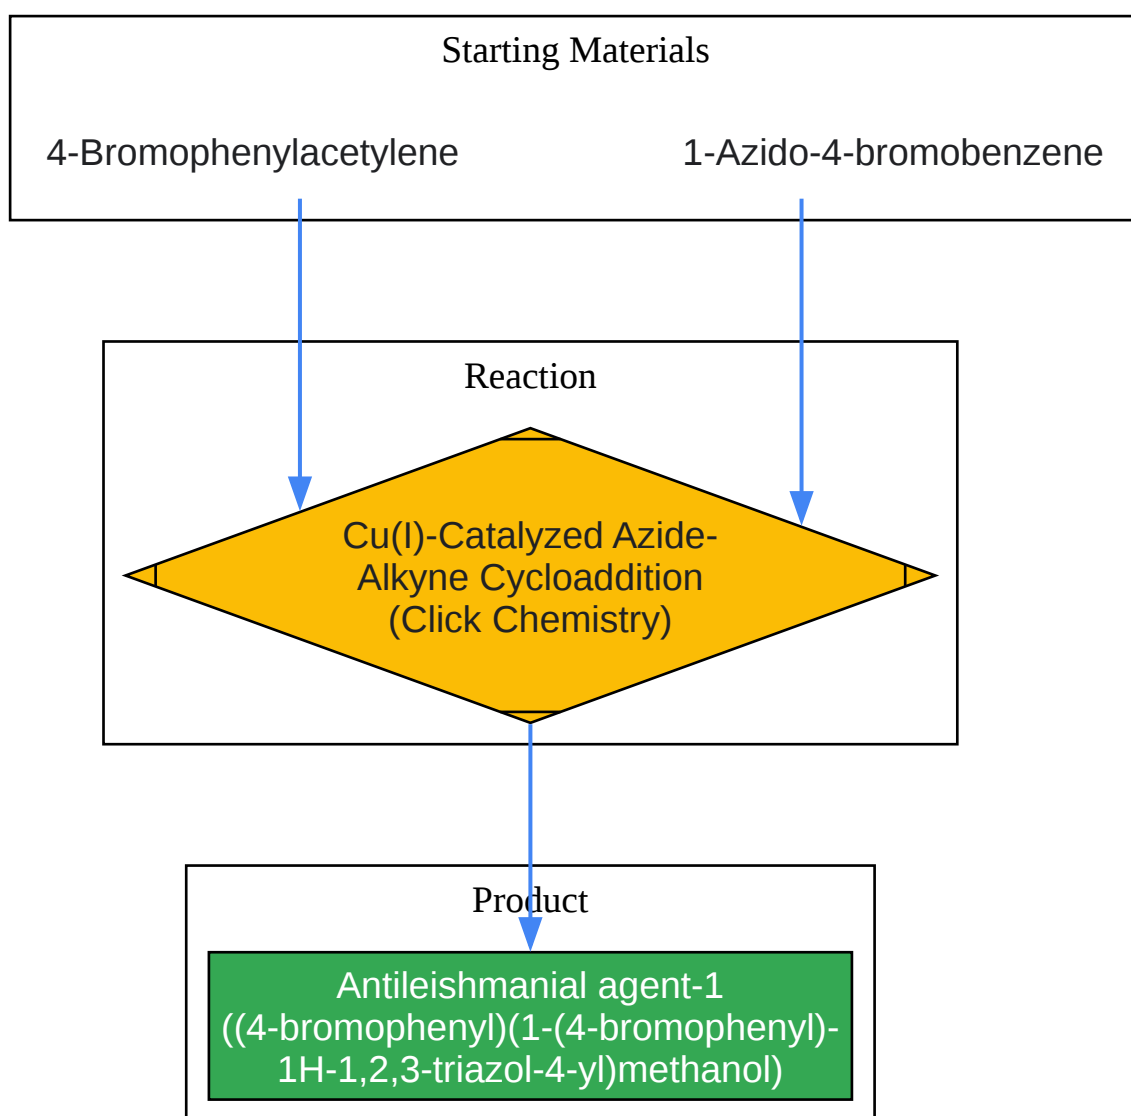 Starting Materials
4-Bromophenylacetylene
1-Azido-4-bromobenzene
Reaction
Cu(I)-Catalyzed Azide-
Alkyne Cycloaddition
(Click Chemistry)
Product
Antileishmanial agent-1
((4-bromophenyl)(1-(4-bromophenyl)-
1H-1,2,3-triazol-4-yl)methanol)